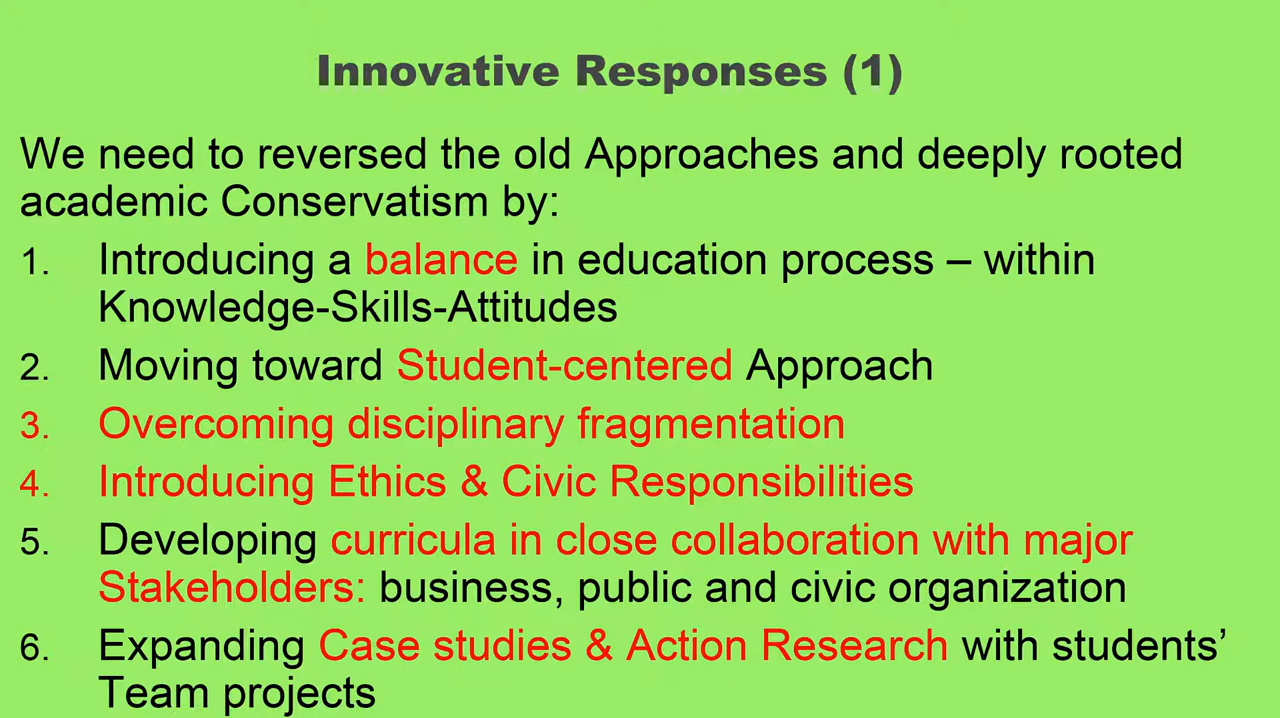 Innovative Responses (1)
We need to reversed the old Approaches and deeply rooted
academic Conservatism by:
1. Introducing a balance in education process – within
Knowledge-Skills-Attitudes
2. Moving toward Student-centered Approach
3. Overcoming disciplinary fragmentation
4. Introducing Ethics & Civic Responsibilities
5. Developing curricula in close collaboration with major
Stakeholders: business, public and civic organization
6. Expanding Case studies & Action Research with students’
Team projects